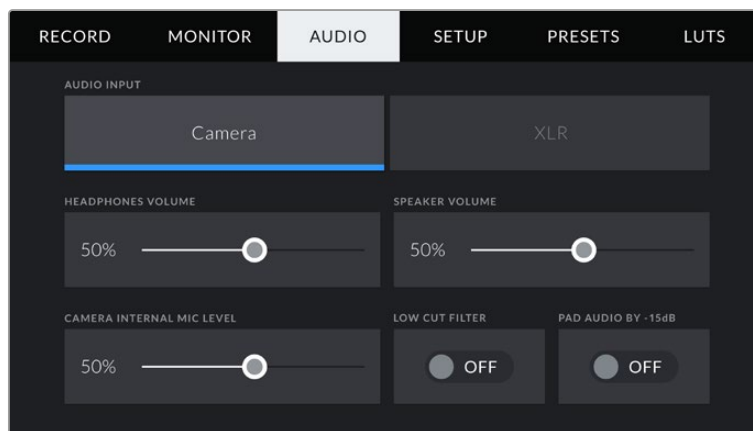 RECORD MONITOR AUDIO SETUP PRESETS LUTS
AUDIO INPUT
Camera XLR
HEADPHONES VOLUME SPEAKER VOLUME
50% 50%
CAMERA INTERNAL MIC LEVEL LOW CUT FILTER PAD AUDIO BY -15dB
50% OFF OFF